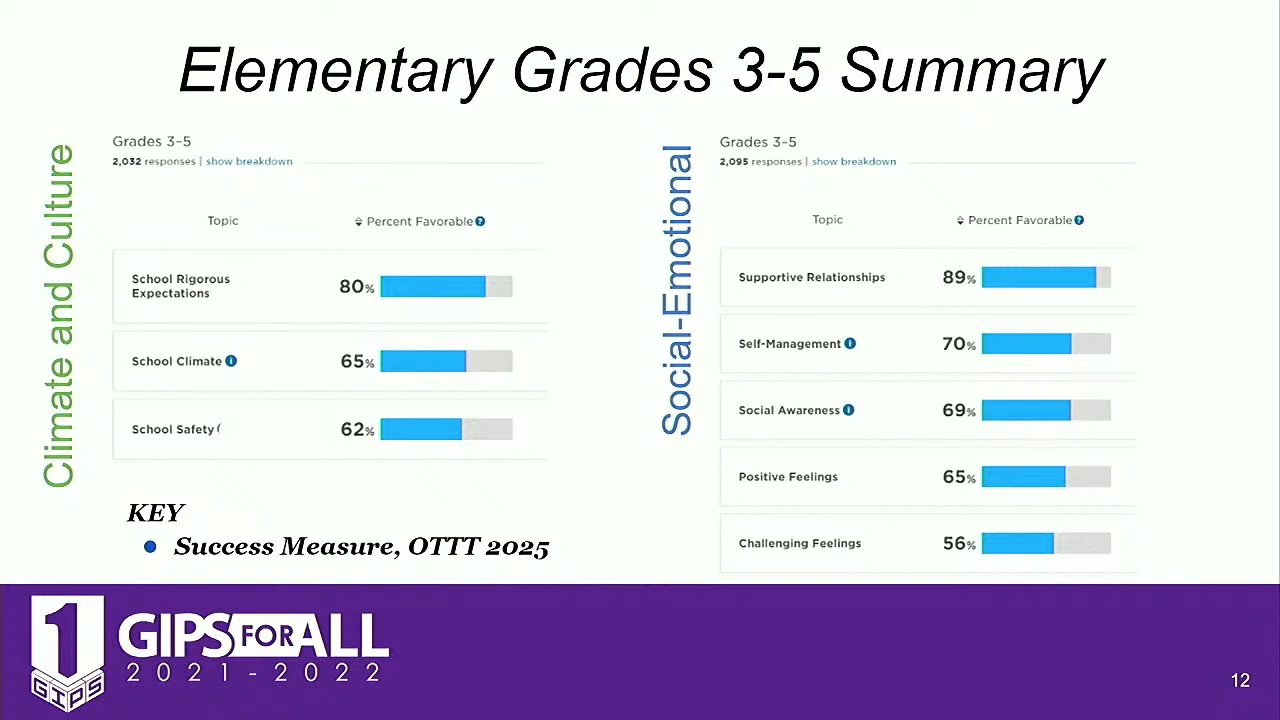 Elementary Grades 3-5 Summary
Climate and Culture
Grades 3-5
2,032 responses | show breakdown
Topic Percent Favorable
School Rigorous
Expectations
80%
School Climate 65%
School Safety ( 62%
KEY
Success Measure, OTTT 2025
Social-Emotional
Grades 3-5
2,095 responses | show breakdown
Topic Percent Favorable
Supportive Relationships 89%
Self-Management 70%
Social Awareness 69%
Positive Feelings 65%
Challenging Feelings 56%
1
GIPS
GIPS FOR ALL
2021-2022
12